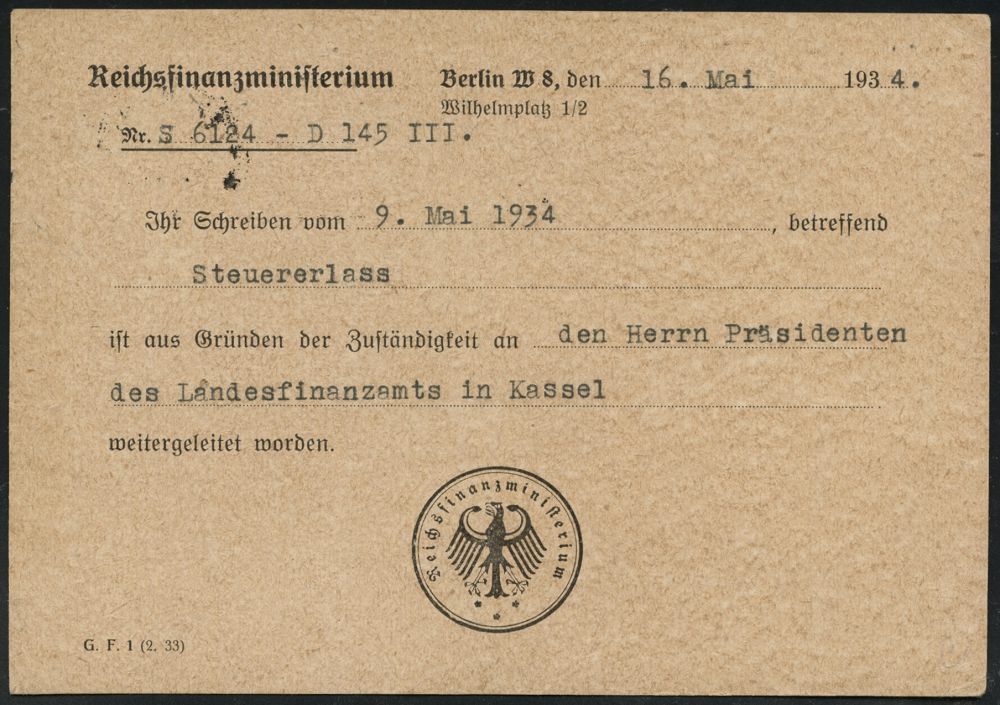 Reichsfinanzministerium
Berlin W 8, den 16. Mai 1934.
Wilhelmplatz 1/2
Nr. S 6124 - D 145 III.
Ihr Schreiben vom 9. Mai 1934, betreffend
Steuererlass
ist aus Gründen der Zuständigkeit an den Herrn Präsidenten
des Landesfinanzamts in Kassel
weitergeleitet worden.
Reichsfinanzministerium
G. F. 1 (2. 33)